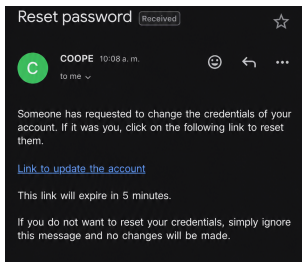 Reset password Received
COOPE 10:08 a. m.
C
to me
Someone has requested to change the credentials of your
account. If it was you, click on the following link to reset
them.
Link to update the account
This link will expire in 5 minutes.
If you do not want to reset your credentials, simply ignore
this message and no changes will be made.